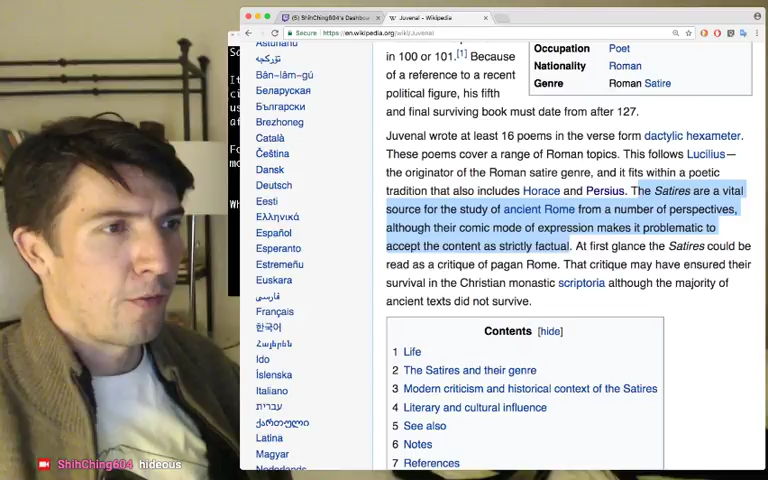 (5) ShihChing604's Dashboa
Juvenal - Wikipedia
Secure
https://en.wikipedia.org/wiki/Juvenal
Asturianu
تۆرکجه
Bân-lâm-gú
Беларуская
Български
Brezhoneg
Català
Čeština
Dansk
Deutsch
Eesti
Ελληνικά
Español
Esperanto
Estremeñu
Euskara
فارسی
Français
한국어
Հայերեն
Ido
Íslenska
Italiano
עברית
ქართული
Latina
Magyar
Nederlands
in 100 or 101.[1] Because
of a reference to a recent
political figure, his fifth
and final surviving book must date from after 127.
Occupation Poet
Nationality Roman
Genre Roman Satire
Juvenal wrote at least 16 poems in the verse form dactylic hexameter.
These poems cover a range of Roman topics. This follows Lucilius—
the originator of the Roman satire genre, and it fits within a poetic
tradition that also includes Horace and Persius. The Satires are a vital
source for the study of ancient Rome from a number of perspectives,
although their comic mode of expression makes it problematic to
accept the content as strictly factual. At first glance the Satires could be
read as a critique of pagan Rome. That critique may have ensured their
survival in the Christian monastic scriptoria although the majority of
ancient texts did not survive.
Contents [hide]
1 Life
2 The Satires and their genre
3 Modern criticism and historical context of the Satires
4 Literary and cultural influence
5 See also
6 Notes
7 References
ShihChing604 hideous